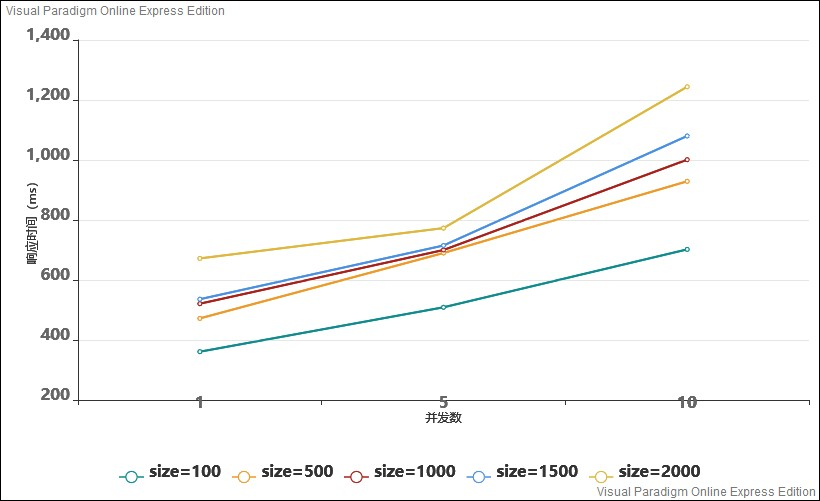 Visual Paradigm Online Express Edition
1,400
1,200
1,000
800
600
400
200
响应时间（ms）
1
5
10
并发数
size=100
size=500
size=1000
size=1500
size=2000
Visual Paradigm Online Express Edition